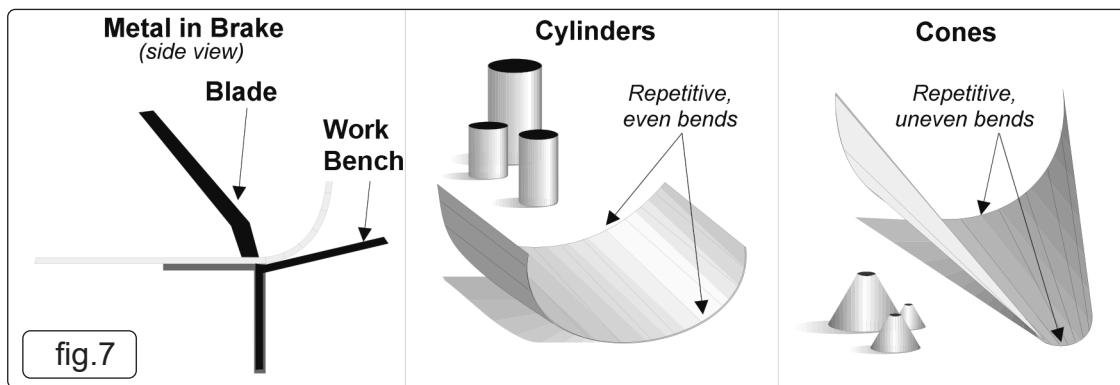 Metal in Brake
(side view)
Blade
Work
Bench
fig.7
Cylinders
Repetitive,
even bends
Cones
Repetitive,
uneven bends